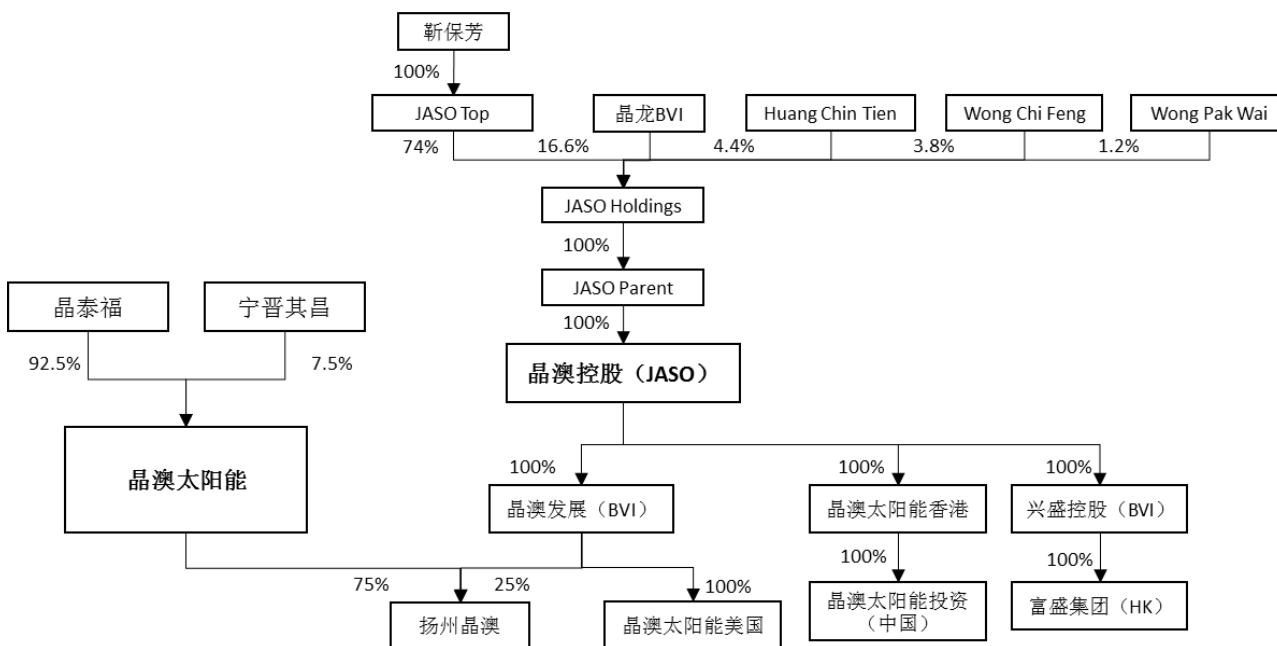 靳保芳
100%
JASO Top
晶龙BVI
Huang Chin Tien
Wong Chi Feng
Wong Pak Wai
74%
16.6%
4.4%
3.8%
1.2%
JASO Holdings
100%
晶泰福
宁晋其昌
JASO Parent
100%
92.5%
7.5%
晶澳控股（JASO）
晶澳太阳能
100%
100%
100%
晶澳发展（BVI）
晶澳太阳能香港
兴盛控股（BVI）
75%
25%
100%
100%
100%
扬州晶澳
晶澳太阳能美国
晶澳太阳能投资
（中国）
富盛集团（HK）